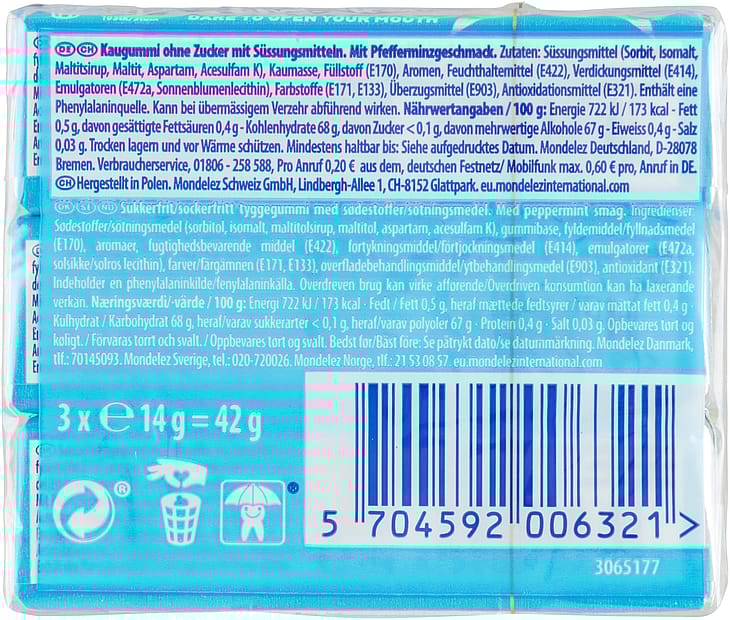 DARE TO OPEN YOUR MOUTH
DE CH Kaugummi ohne Zucker mit Süssungsmitteln. Mit Pfefferminzgeschmack. Zutaten: Süssungsmittel (Sorbit, Isomalt,
Maltitsirup, Maltit, Aspartam, Acesulfam K), Kaumasse, Füllstoff (E170), Aromen, Feuchthaltemittel (E422), Verdickungsmittel (E414),
Emulgatoren (E472a, Sonnenblumenlecithin), Farbstoffe (E171, E133), Überzugsmittel (E903), Antioxidationsmittel (E321). Enthält eine
Phenylalaninquelle. Kann bei übermässigem Verzehr abführend wirken. Nährwertangaben / 100 g: Energie 722 kJ / 173 kcal - Fett
0,5 g, davon gesättigte Fettsäuren 0,4 g - Kohlenhydrate 68 g, davon Zucker < 0,1 g, davon mehrwertige Alkohole 67 g - Eiweiss 0,4 g - Salz
0,03 g. Trocken lagern und vor Wärme schützen. Mindestens haltbar bis: Siehe aufgedrucktes Datum. Mondelez Deutschland, D-28078
Bremen. Verbraucherservice, 01806 - 258 588, Pro Anruf 0,20 € aus dem, deutschen Festnetz/ Mobilfunk max. 0,60 € pro, Anruf in DE.
CH Hergestellt in Polen. Mondelez Schweiz GmbH, Lindbergh-Allee 1, CH-8152 Glattpark. eu.mondelezinternational.com
Sukkerfrit/sockerfritt tyggegummi med sødestoffer/sötningsmedel. Med peppermint smag. Ingredienser:
Sødestoffer/sötningsmedel (sorbitol, isomalt, maltitolsirup, maltitol, aspartam, acesulfam K), gummibase, fyldemiddel/fyllnadsmedel
(E170), aromaer, fugtighedsbevarende middel (E422), fortykningsmiddel/förtjockningsmedel (E414), emulgatorer (E472a,
solsikke/solros lecithin), farver/färgämnen (E171, E133), overfladebehandlingsmiddel/ytbehandlingsmedel (E903), antioxidant (E321).
Indeholder en phenylalaninkilde/fenylalaninkälla. Overdreven brug kan virke afførende/Överdriven konsumtion kan ha laxerande
verkan. Næringsværdi/-värde / 100 g: Energi 722 kJ / 173 kcal - Fedt / Fett 0,5 g, heraf mættede fedtsyrer / varav mättat fett 0,4 g -
Kulhydrat / Karbohydrat 68 g, heraf/varav sukkerarter < 0,1 g, heraf/varav polyoler 67 g - Protein 0,4 g - Salt 0,03 g. Opbevares tørt og
køligt. / Förvaras torrt och svalt. / Oppbevares tørt og svalt. Bedst før/Bäst före: Se påtrykt dato/se datummärkning. Mondelez Danmark,
tlf.: 70145093. Mondelez Sverige, tel.: 020-720026. Mondelez Norge, tlf.: 21 53 08 57. eu.mondelezinternational.com
3 x e 14 g = 42 g
5 704592 006321 >
3065177